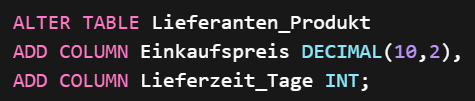 ALTER TABLE Lieferanten_Produkt
ADD COLUMN Einkaufspreis DECIMAL(10,2),
ADD COLUMN Lieferzeit_Tage INT;